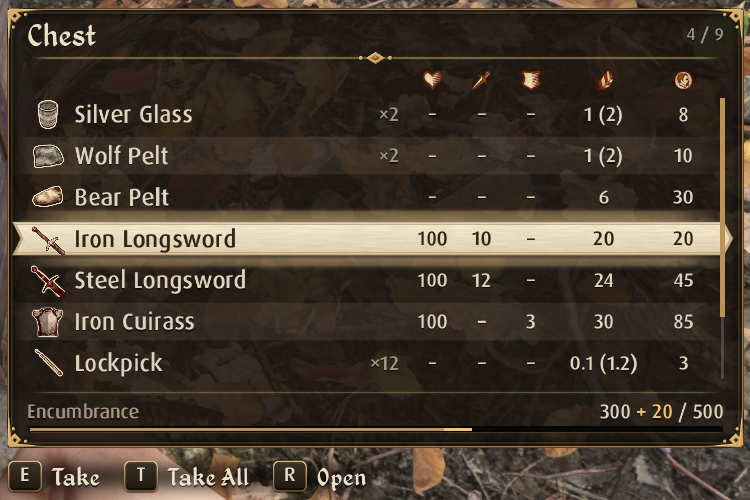 Chest 4 / 9
Silver Glass ×2 – – – 1 (2) 8
Wolf Pelt ×2 – – – 1 (2) 10
Bear Pelt – – – 6 30
Iron Longsword 100 10 – 20 20
Steel Longsword 100 12 – 24 45
Iron Cuirass 100 – 3 30 85
Lockpick ×12 – – – 0.1 (1.2) 3
Encumbrance 300 + 20 / 500
E Take T Take All R Open